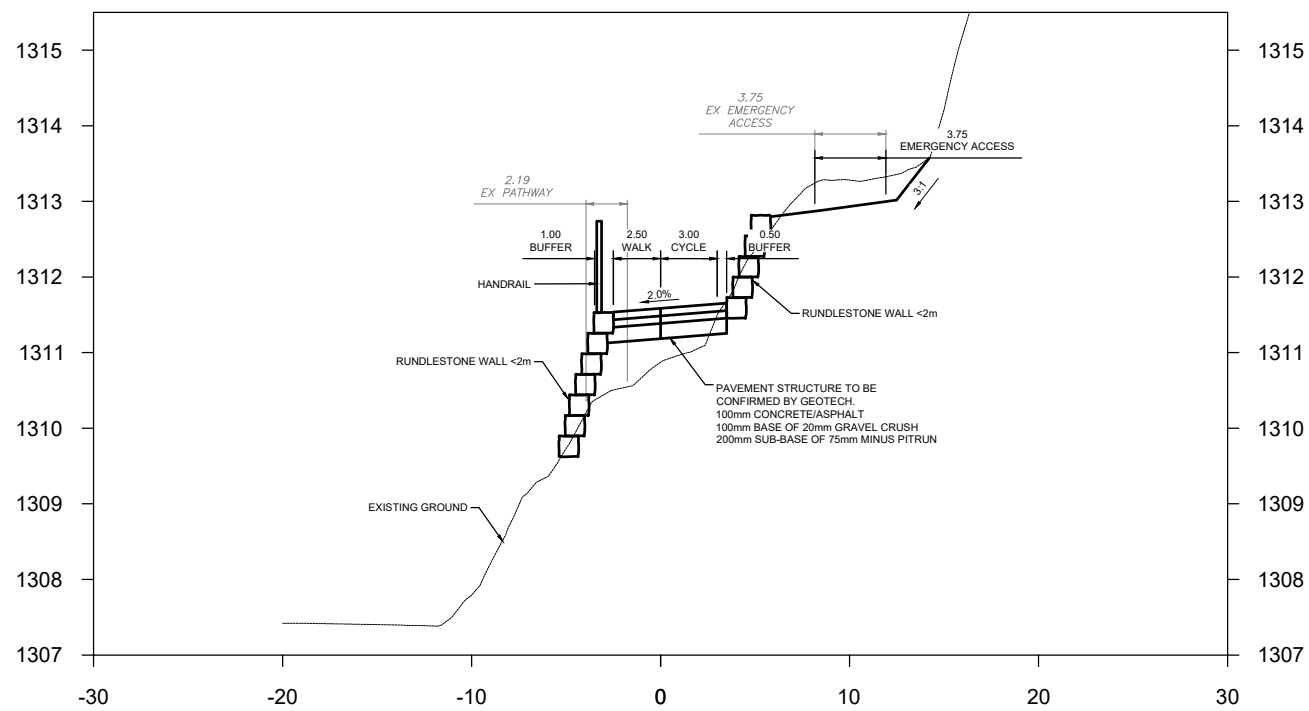 1315
1315
3.75
EX EMERGENCY
ACCESS
1314
1314
3.75
EMERGENCY ACCESS
3:1
2.19
EX PATHWAY
1313
1313
1.00
BUFFER
2.50
WALK
3.00
CYCLE
0.50
BUFFER
HANDRAIL
2.0%
1312
1312
RUNDLESTONE WALL <2m
1311
1311
RUNDLESTONE WALL <2m
PAVEMENT STRUCTURE TO BE
CONFIRMED BY GEOTECH.
100mm CONCRETE/ASPHALT
100mm BASE OF 20mm GRAVEL CRUSH
200mm SUB-BASE OF 75mm MINUS PITRUN
1310
1310
EXISTING GROUND
1309
1309
1308
1308
1307
1307
-30 -20 -10 0 10 20 30